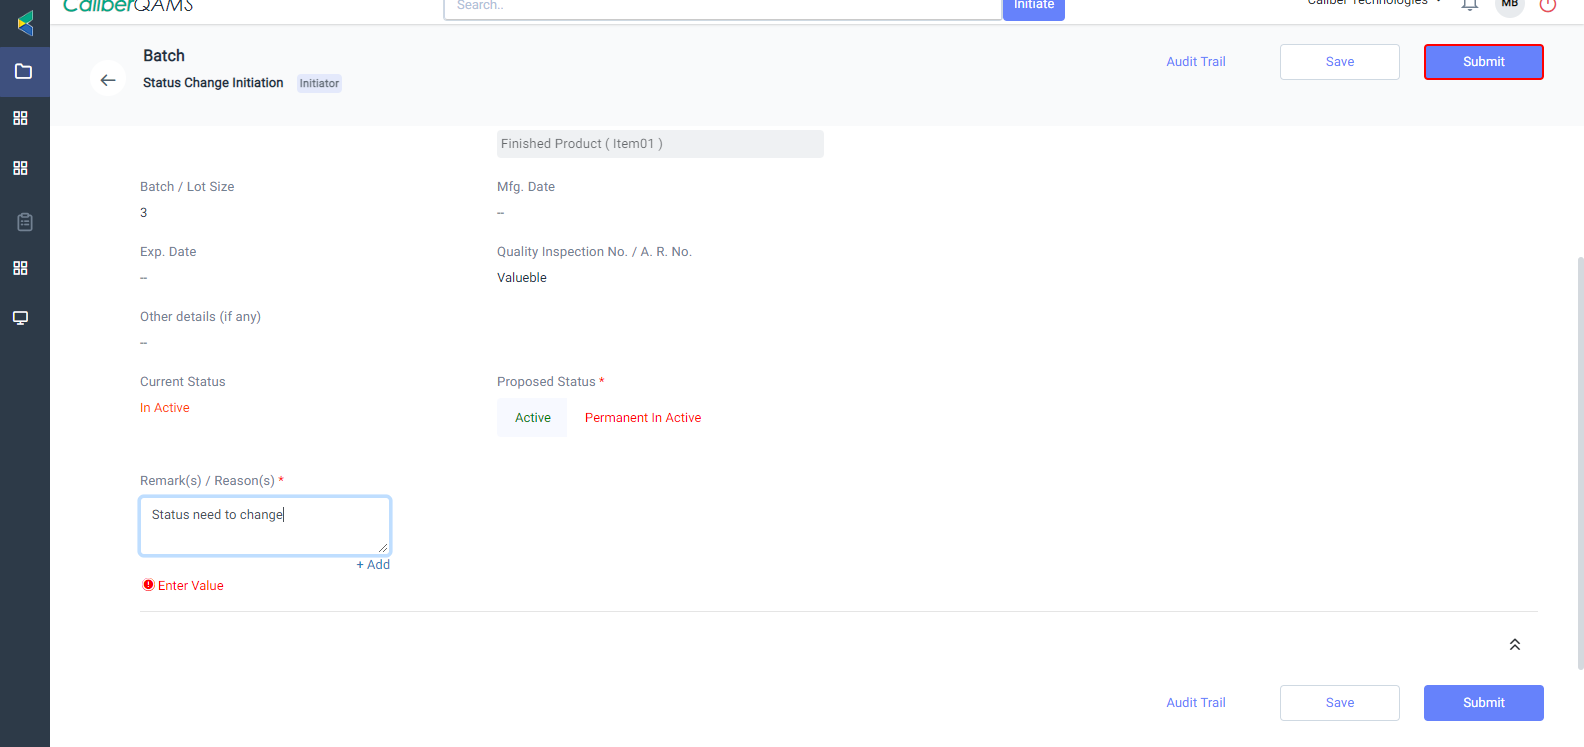 CaliberQAMS
Search..
Initiate
Caliber Technologies
MB
Batch
Status Change Initiation
Initiator
Audit Trail
Save
Submit
Finished Product ( Item01 )
Batch / Lot Size
Mfg. Date
3
--
Exp. Date
Quality Inspection No. / A. R. No.
--
Valueble
Other details (if any)
--
Current Status
Proposed Status *
In Active
Active
Permanent In Active
Remark(s) / Reason(s) *
Status need to change
+ Add
Enter Value
Audit Trail
Save
Submit